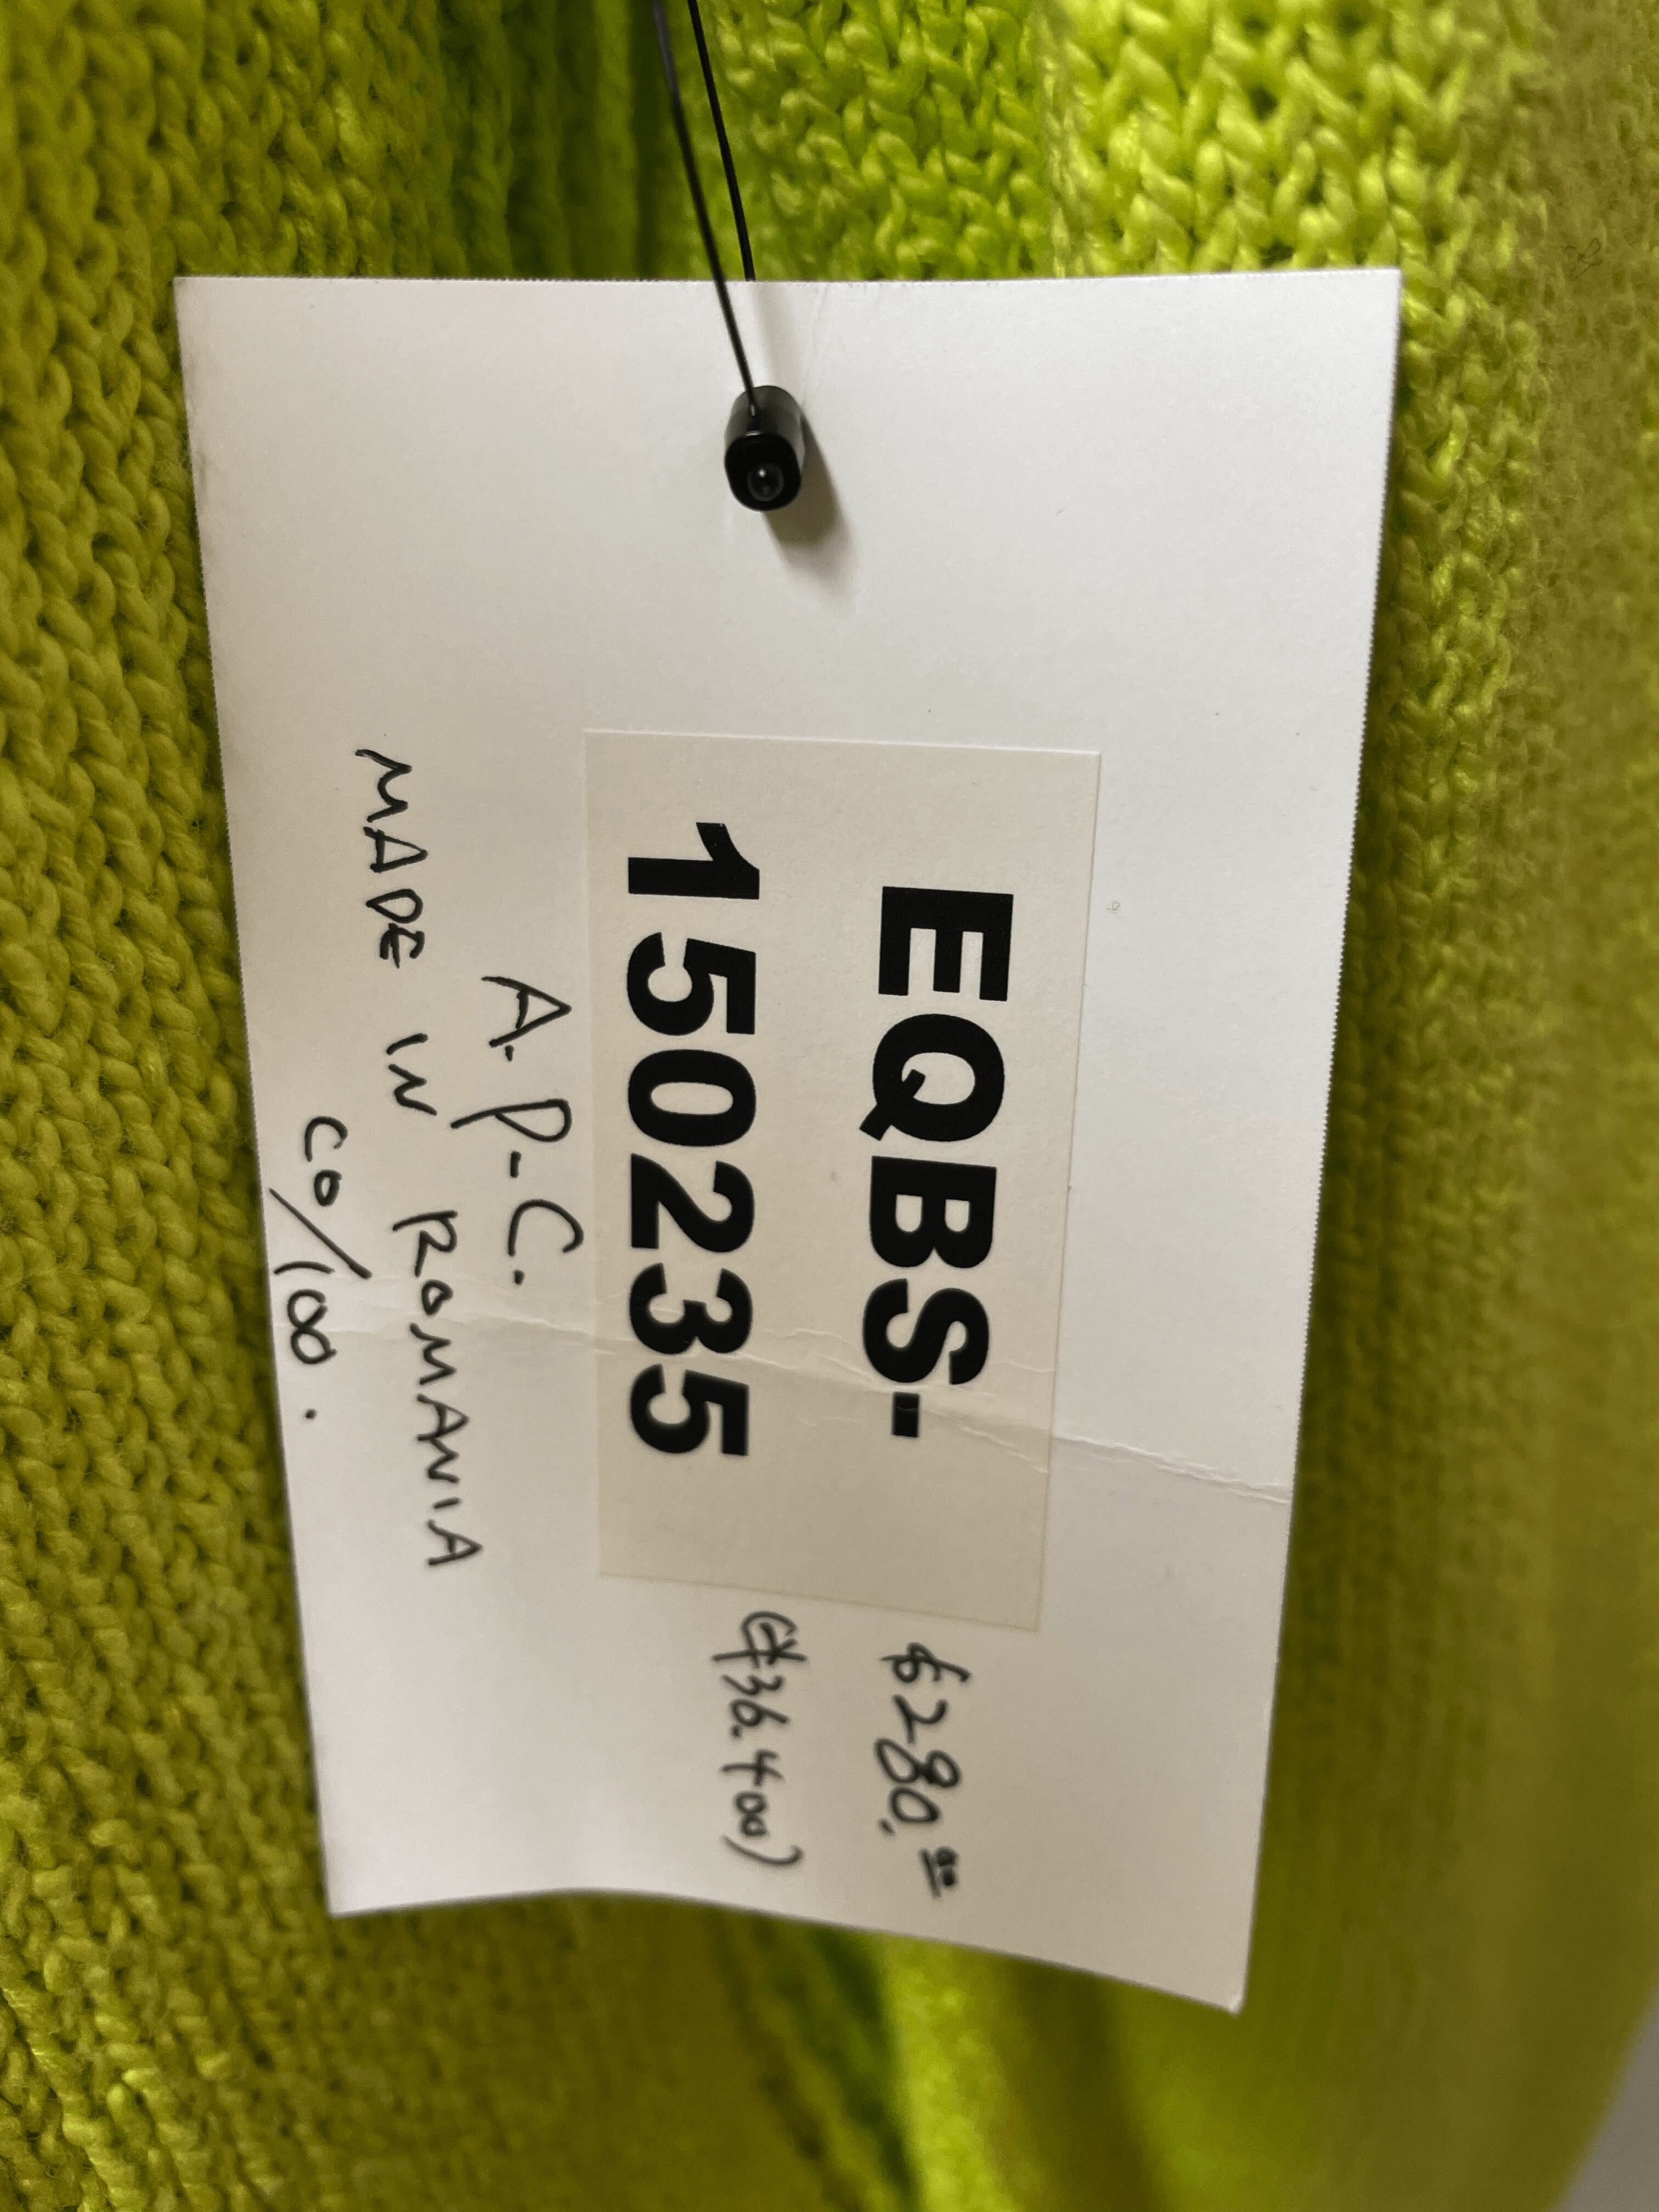 EQBS-
150235
A.P.C.
MADE IN ROMANIA
CO/100.
$280.00
(¥36.400)